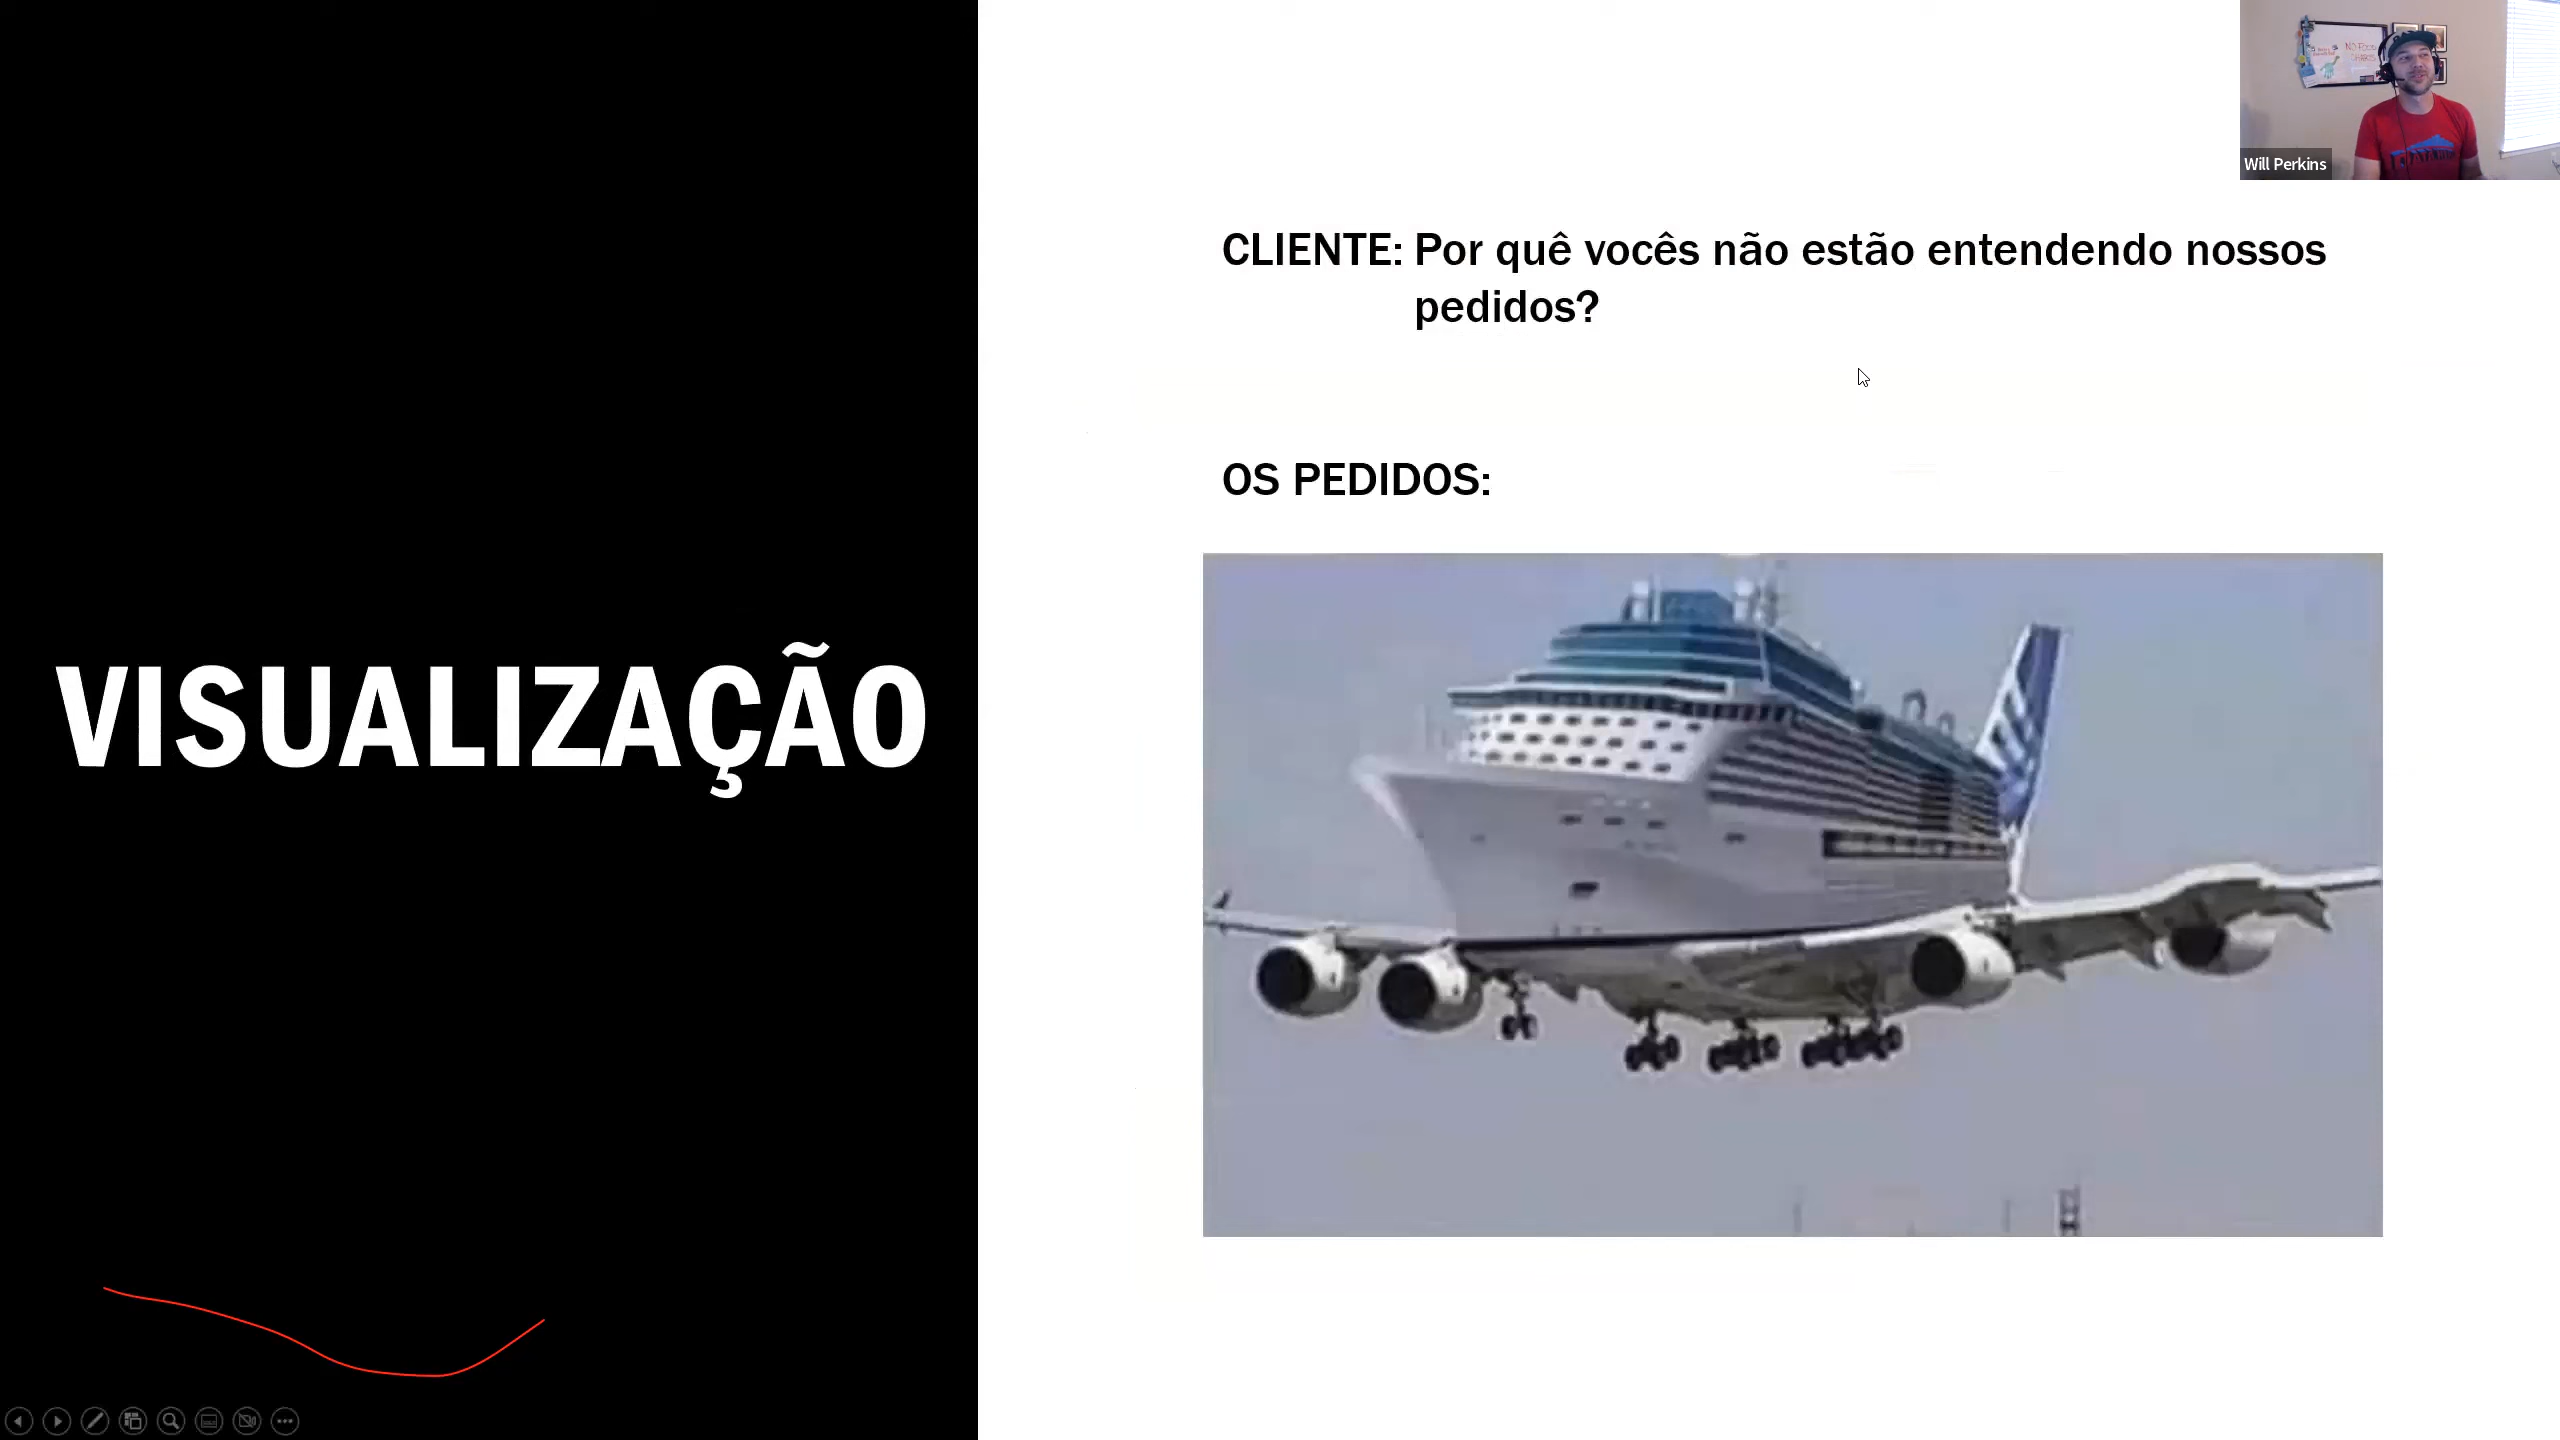 VISUALIZAÇÃO
CLIENTE: Por quê vocês não estão entendendo nossos
pedidos?
OS PEDIDOS:
Will Perkins